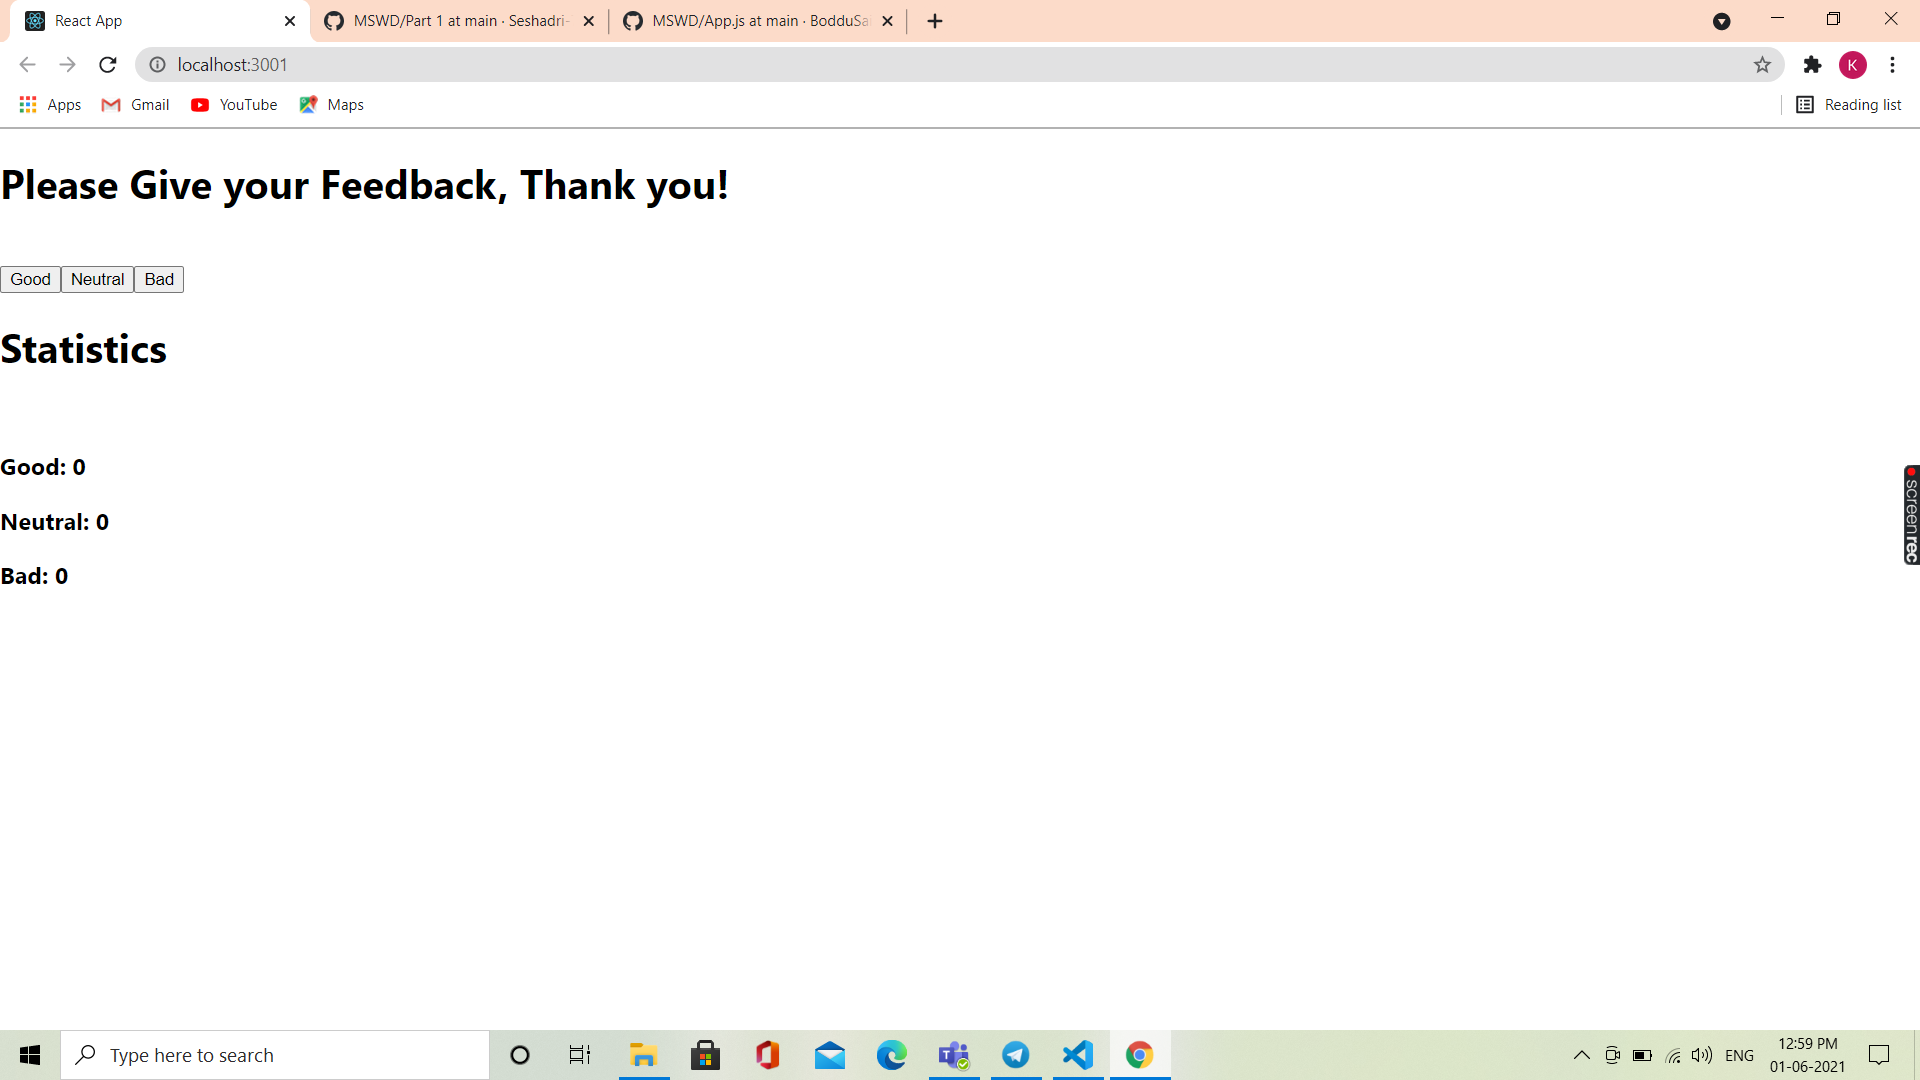 React App
MSWD/Part 1 at main · Seshadri-
MSWD/App.js at main · BodduSai
localhost:3001
K
Apps
Gmail
YouTube
Maps
Reading list
Please Give your Feedback, Thank you!
Good Neutral Bad
Statistics
Good: 0
Neutral: 0
Bad: 0
screenrec
Type here to search
ENG
12:59 PM
01-06-2021